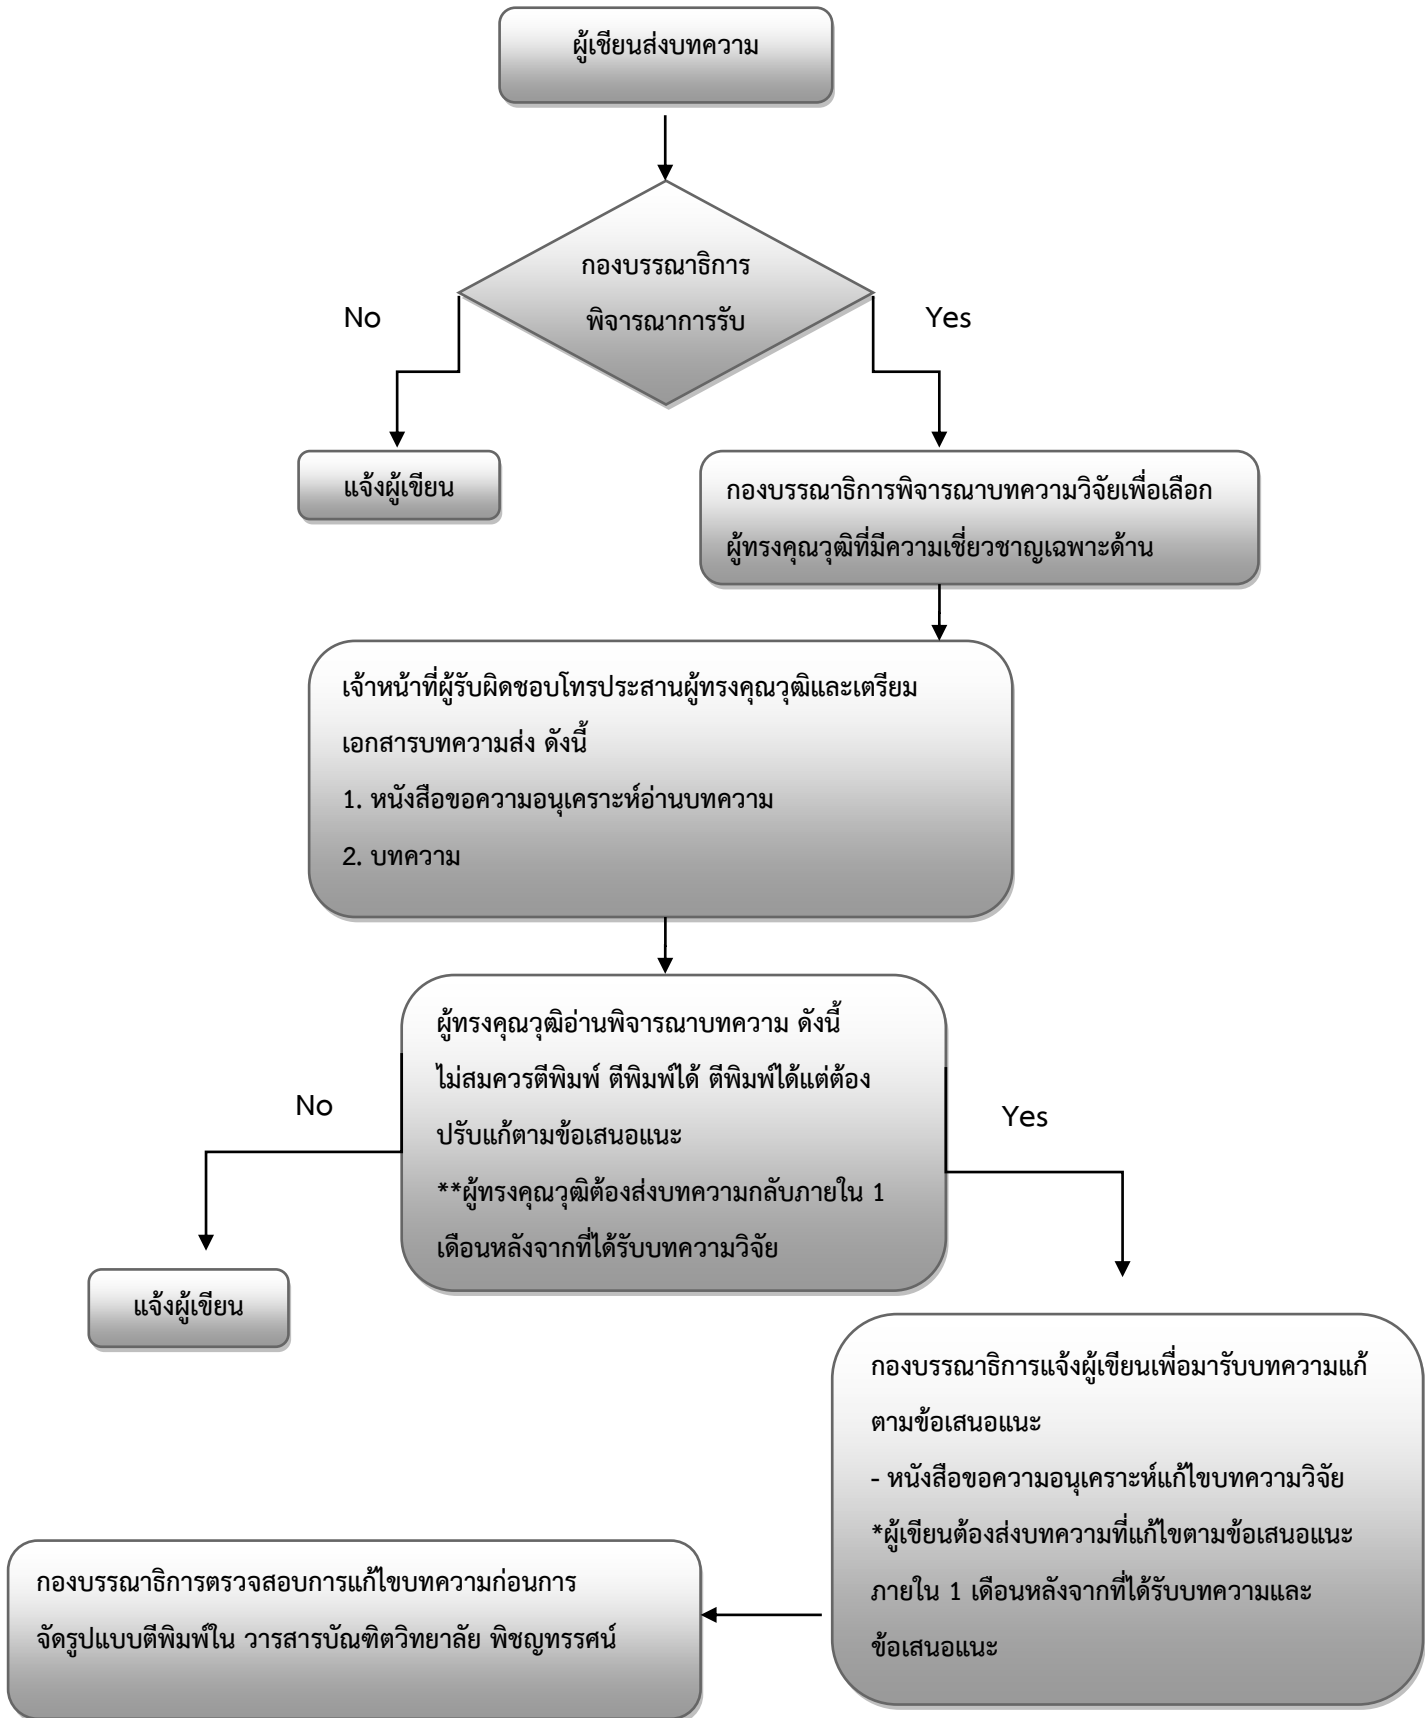 ผู้เชียนส่งบทความ
กองบรรณาธิการ
พิจารณาการรับ
No
Yes
แจ้งผู้เขียน
กองบรรณาธิการพิจารณาบทความวิจัยเพื่อเลือก
ผู้ทรงคุณวุฒิที่มีความเชี่ยวชาญเฉพาะด้าน
เจ้าหน้าที่ผู้รับผิดชอบโทรประสานผู้ทรงคุณวุฒิและเตรียม
เอกสารบทความส่ง ดังนี้
1. หนังสือขอความอนุเคราะห์อ่านบทความ
2. บทความ
ผู้ทรงคุณวุฒิอ่านพิจารณาบทความ ดังนี้
ไม่สมควรตีพิมพ์ ตีพิมพ์ได้ ตีพิมพ์ได้แต่ต้อง
ปรับแก้ตามข้อเสนอแนะ
**ผู้ทรงคุณวุฒิต้องส่งบทความกลับภายใน 1
เดือนหลังจากที่ได้รับบทความวิจัย
No
Yes
แจ้งผู้เขียน
กองบรรณาธิการแจ้งผู้เขียนเพื่อมารับบทความแก้
ตามข้อเสนอแนะ
- หนังสือขอความอนุเคราะห์แก้ไขบทความวิจัย
*ผู้เขียนต้องส่งบทความที่แก้ไขตามข้อเสนอแนะ
ภายใน 1 เดือนหลังจากที่ได้รับบทความและ
ข้อเสนอแนะ
กองบรรณาธิการตรวจสอบการแก้ไขบทความก่อนการ
จัดรูปแบบตีพิมพ์ใน วารสารบัณฑิตวิทยาลัย พิชญทรรศน์